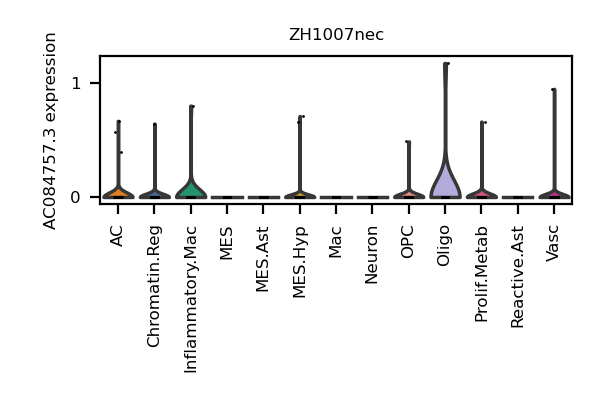 ZH1007nec
AC084757.3 expression
1
0
AC
Chromatin.Reg
Inflammatory.Mac
MES
MES.Ast
MES.Hyp
Mac
Neuron
OPC
Oligo
Prolif.Metab
Reactive.Ast
Vasc